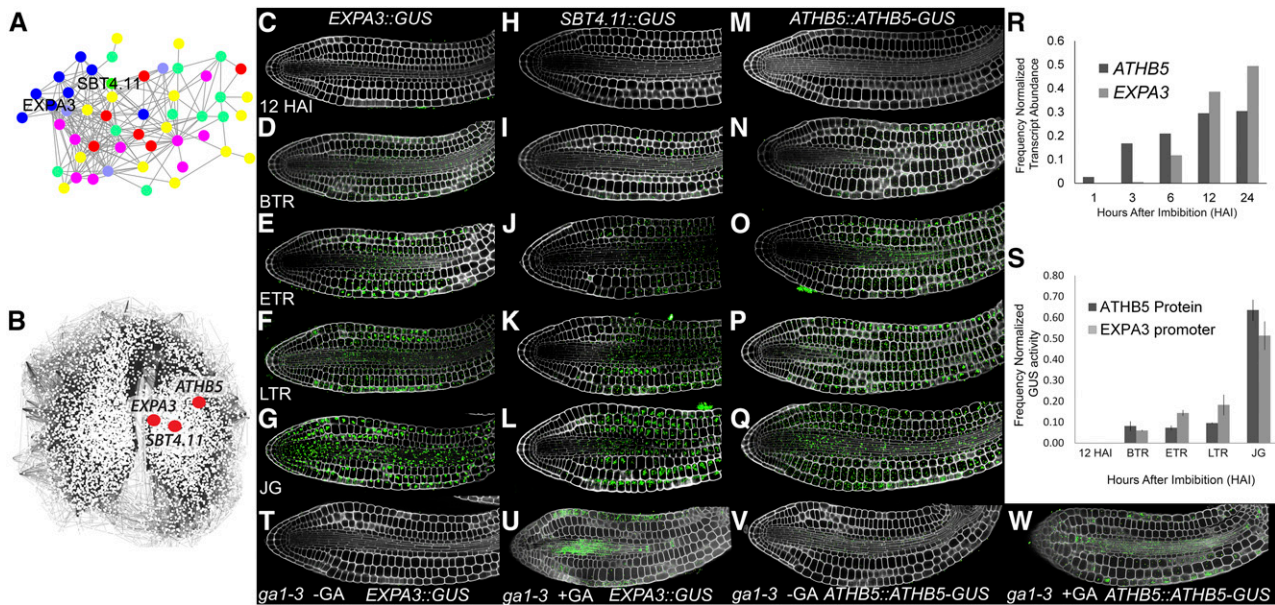 A
SBT4.11
EXPA3
B
ATHB5
EXPA3
SBT4.11
C EXPA3::GUS
12 HAI
D
BTR
E
ETR
F
LTR
G
JG
H SBT4.11::GUS
I
J
K
L
M ATHB5::ATHB5-GUS
N
O
P
Q
R
Frequency Normalized
Transcript Abundance
0.6
0.5
0.4
0.3
0.2
0.1
0
ATHB5
EXPA3
1 3 6 12 24
Hours After Imbibition (HAI)
S
Frequency Normalized
GUS activity
0.80
0.70
0.60
0.50
0.40
0.30
0.20
0.10
0.00
ATHB5 Protein
EXPA3 promoter
12 HAI BTR ETR LTR JG
Hours After Imbibition (HAI)
T
ga1-3 -GA EXPA3::GUS
U
ga1-3 +GA EXPA3::GUS
V
ga1-3 -GA ATHB5::ATHB5-GUS
W
ga1-3 +GA ATHB5::ATHB5-GUS